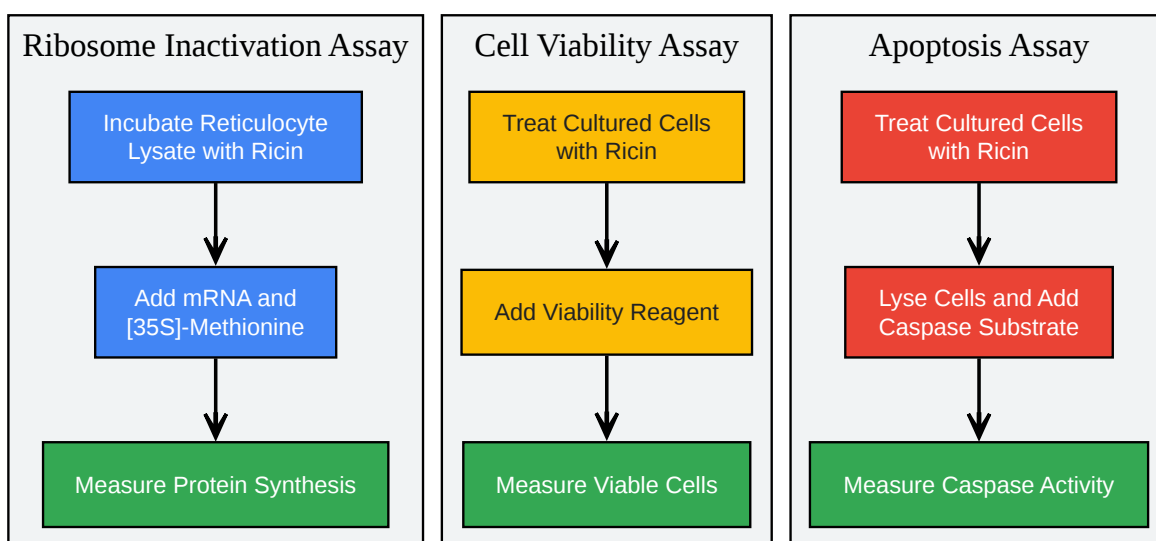 Ribosome Inactivation Assay
Incubate Reticulocyte
Lysate with Ricin
Add mRNA and
[35S]-Methionine
Measure Protein Synthesis
Cell Viability Assay
Treat Cultured Cells
with Ricin
Add Viability Reagent
Measure Viable Cells
Apoptosis Assay
Treat Cultured Cells
with Ricin
Lyse Cells and Add
Caspase Substrate
Measure Caspase Activity